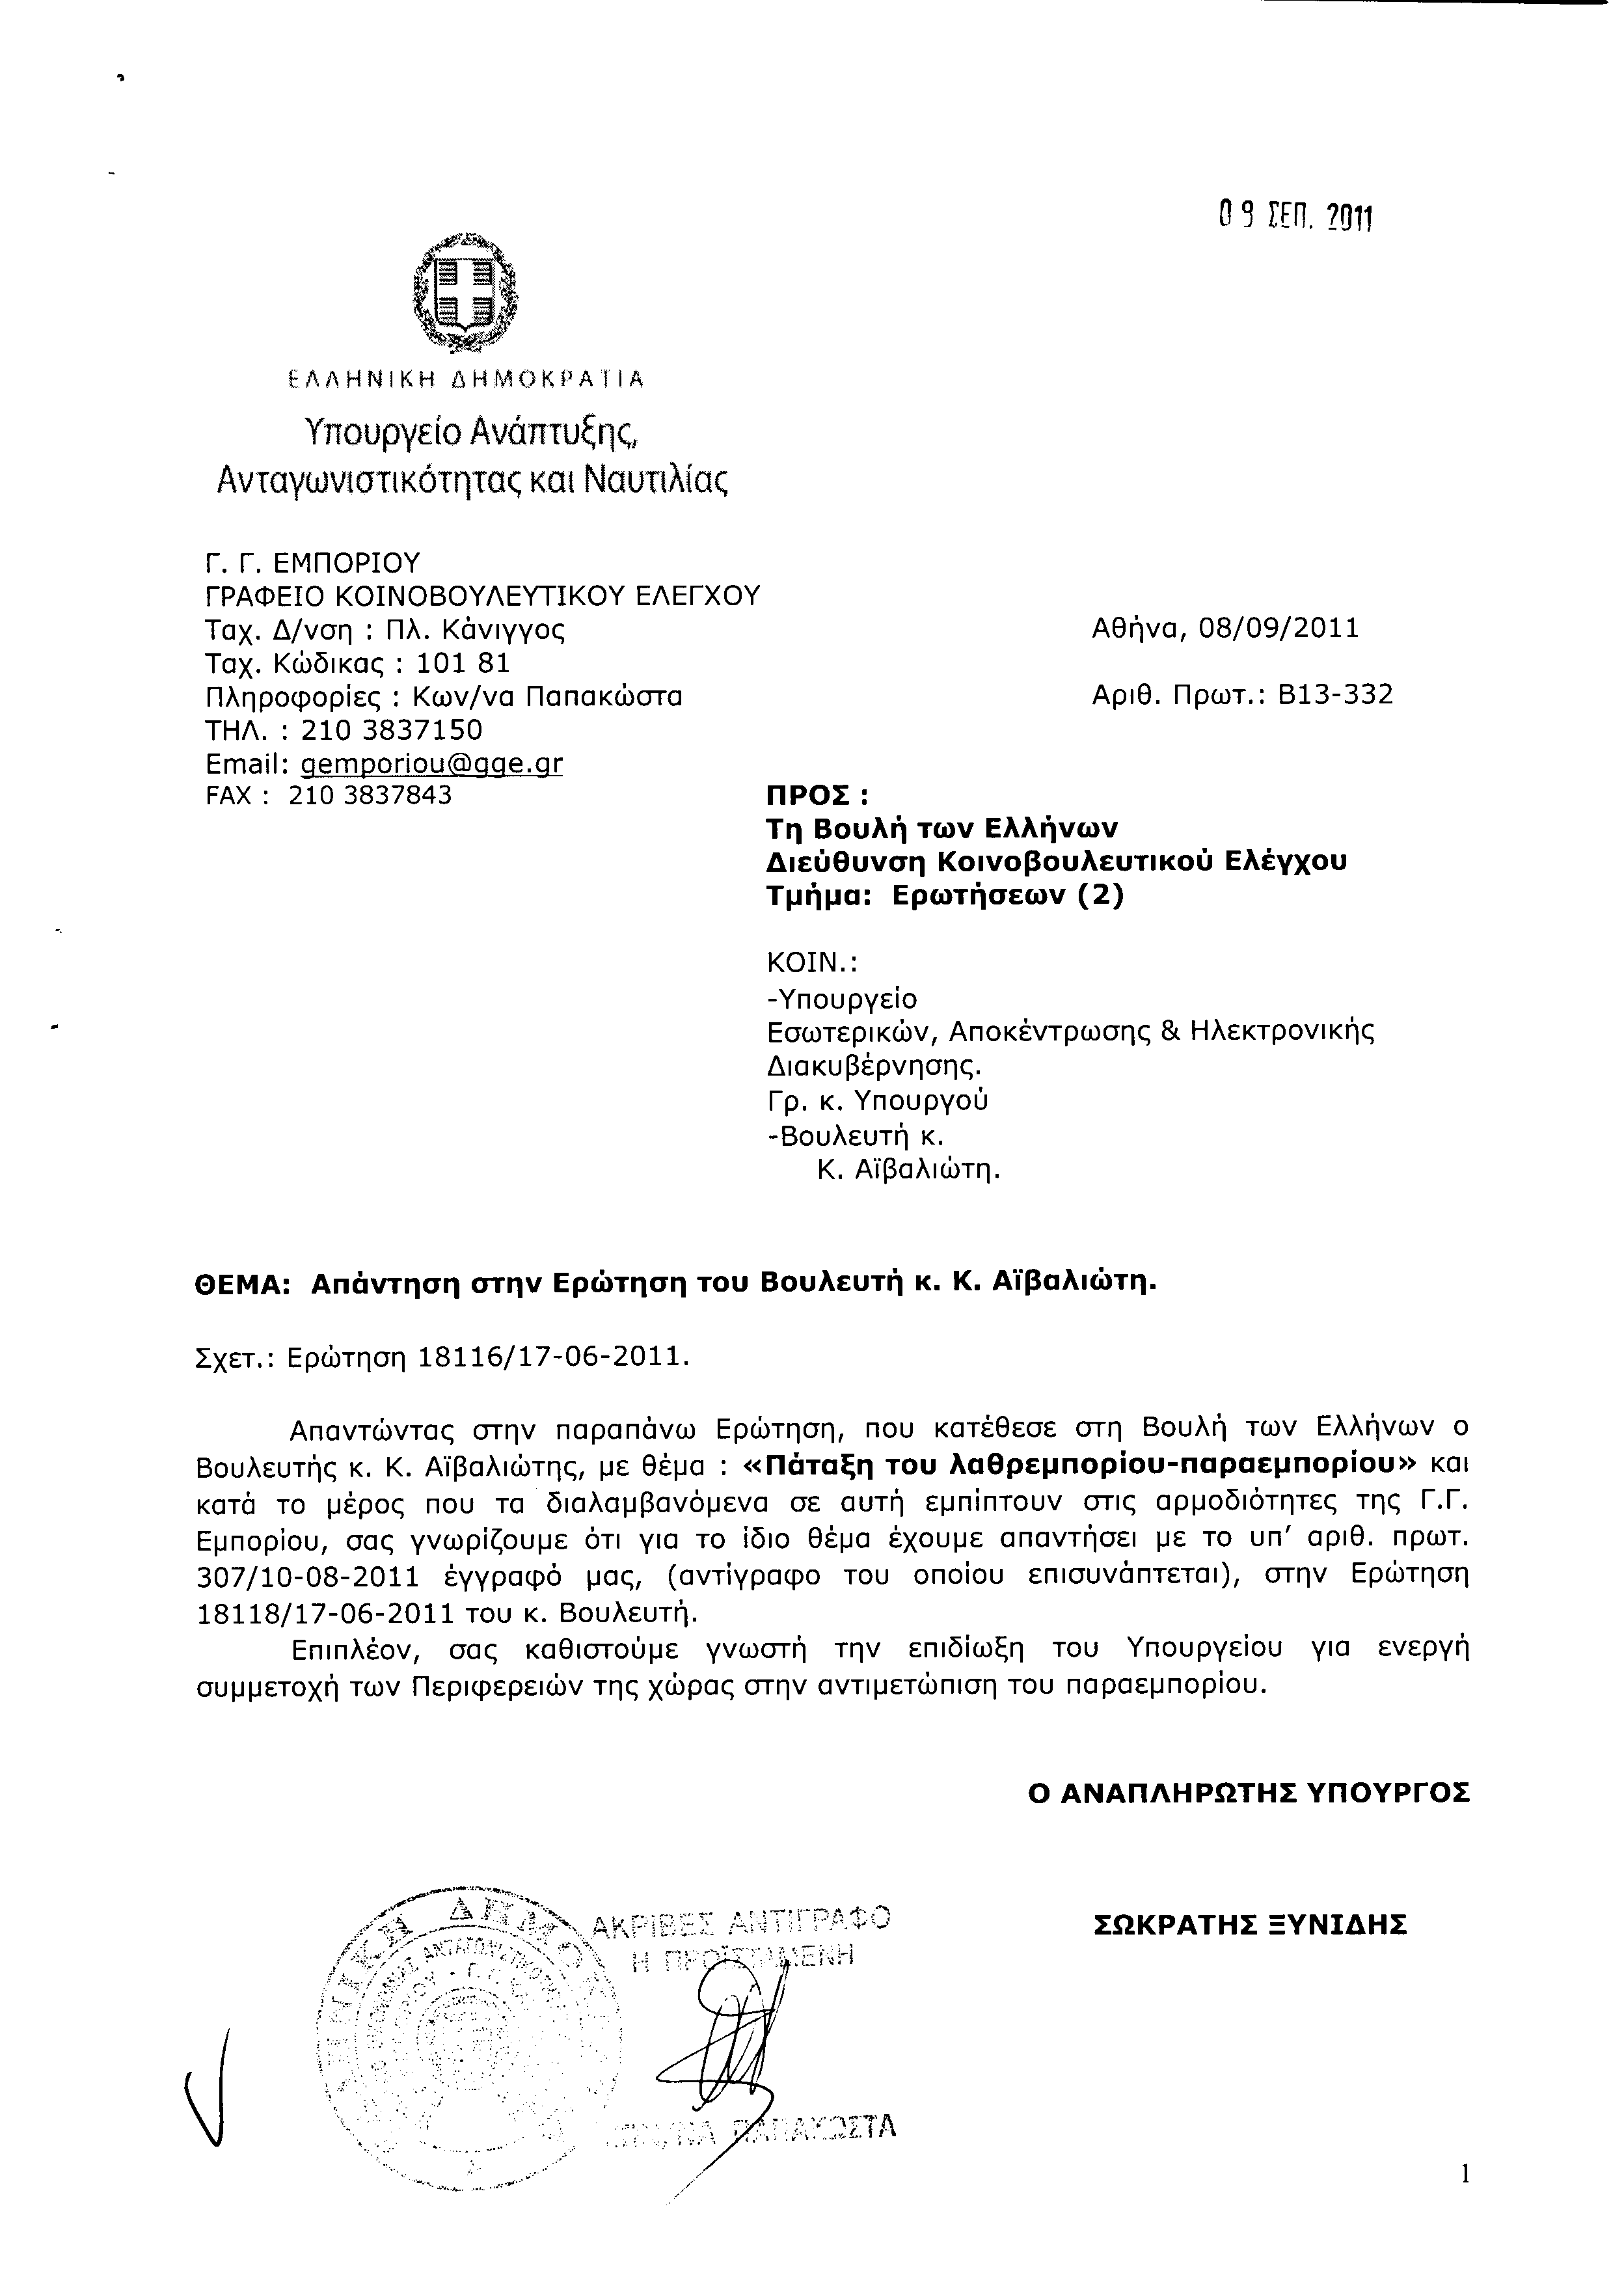 09 ΣΕΠ. 2011
ΕΛΛΗΝΙΚΗ ΔΗΜΟΚΡΑΤΙΑ
Υπουργείο Ανάπτυξης,
Ανταγωνιστικότητας και Ναυτιλίας
Γ. Γ. ΕΜΠΟΡΙΟΥ
ΓΡΑΦΕΙΟ ΚΟΙΝΟΒΟΥΛΕΥΤΙΚΟΥ ΕΛΕΓΧΟΥ
Ταχ. Δ/νση : Πλ. Κάνιγγος
Ταχ. Κώδικας : 101 81
Πληροφορίες : Κων/να Παπακώστα
ΤΗΛ. : 210 3837150
Email: gemporiou@gge.gr
FAX : 210 3837843
Αθήνα, 08/09/2011
Αριθ. Πρωτ.: Β13-332
ΠΡΟΣ :
Τη Βουλή των Ελλήνων
Διεύθυνση Κοινοβουλευτικού Ελέγχου
Τμήμα: Ερωτήσεων (2)
ΚΟΙΝ.:
-Υπουργείο
Εσωτερικών, Αποκέντρωσης & Ηλεκτρονικής
Διακυβέρνησης.
Γρ. κ. Υπουργού
-Βουλευτή κ.
Κ. Αϊβαλιώτη.
ΘΕΜΑ: Απάντηση στην Ερώτηση του Βουλευτή κ. Κ. Αϊβαλιώτη.
Σχετ.: Ερώτηση 18116/17-06-2011.
Απαντώντας στην παραπάνω Ερώτηση, που κατέθεσε στη Βουλή των Ελλήνων ο
Βουλευτής κ. Κ. Αϊβαλιώτης, με θέμα : «Πάταξη του λαθρεμπορίου-παραεμπορίου» και
κατά το μέρος που τα διαλαμβανόμενα σε αυτή εμπίπτουν στις αρμοδιότητες της Γ.Γ.
Εμπορίου, σας γνωρίζουμε ότι για το ίδιο θέμα έχουμε απαντήσει με το υπ' αριθ. πρωτ.
307/10-08-2011 έγγραφό μας, (αντίγραφο του οποίου επισυνάπτεται), στην Ερώτηση
18118/17-06-2011 του κ. Βουλευτή.
Επιπλέον, σας καθιστούμε γνωστή την επιδίωξη του Υπουργείου για ενεργή
συμμετοχή των Περιφερειών της χώρας στην αντιμετώπιση του παραεμπορίου.
Ο ΑΝΑΠΛΗΡΩΤΗΣ ΥΠΟΥΡΓΟΣ
ΣΩΚΡΑΤΗΣ ΞΥΝΙΔΗΣ
ΑΚΡΙΒΕΣ ΑΝΤΙΓΡΑΦΟ
Η ΠΡΟΪΣΤΑΜΕΝΗ
ΠΑΠΑΚΩΣΤΑ
1